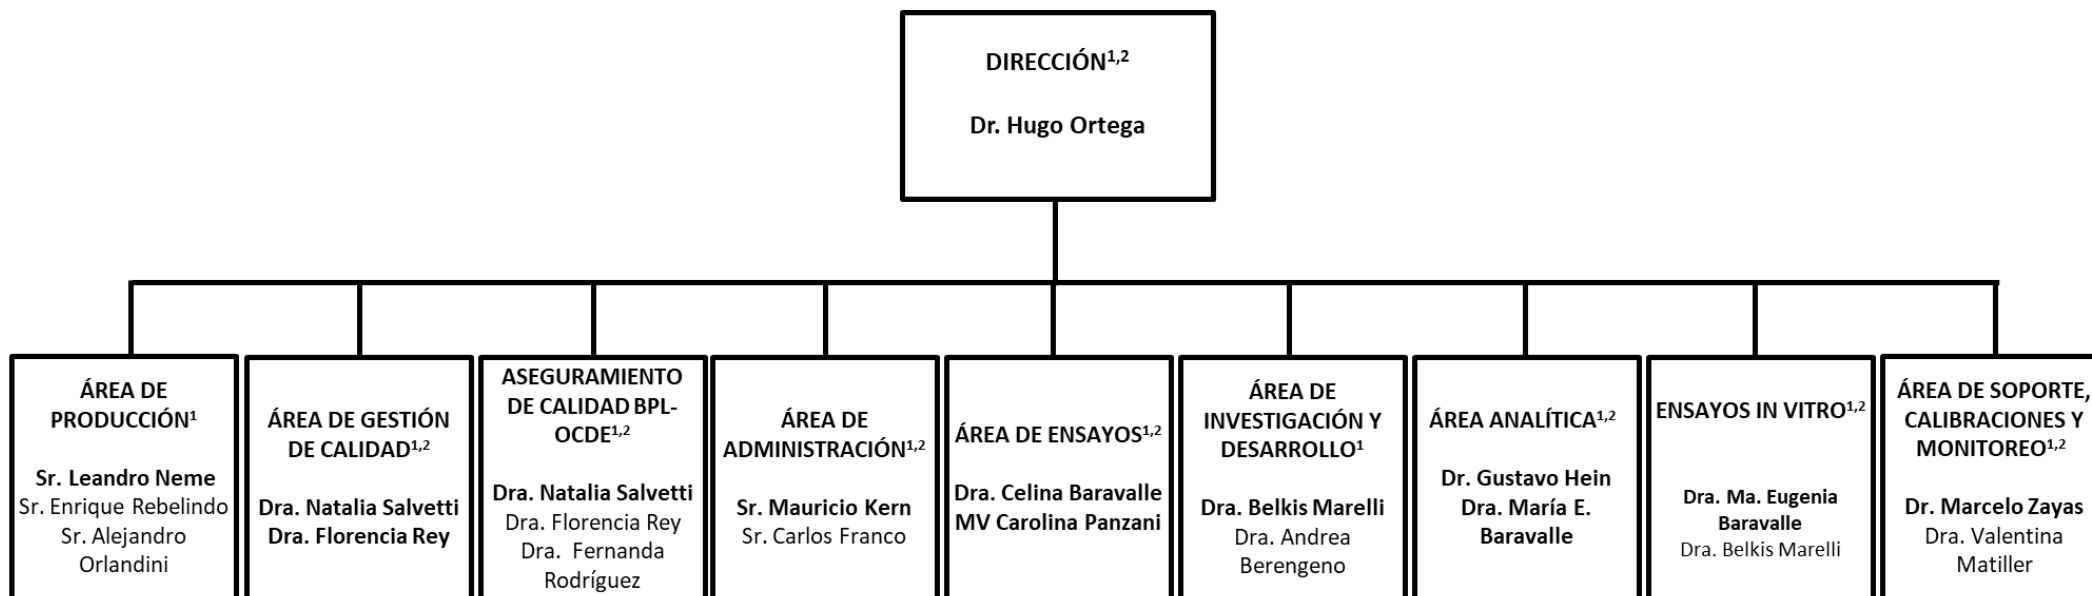 DIRECCIÓN1,2
Dr. Hugo Ortega
ÁREA DE
PRODUCCIÓN1
Sr. Leandro Neme
Sr. Enrique Rebelindo
Sr. Alejandro
Orlandini
ÁREA DE GESTIÓN
DE CALIDAD1,2
Dra. Natalia Salvetti
Dra. Florencia Rey
ASEGURAMIENTO
DE CALIDAD BPL-
OCDE1,2
Dra. Natalia Salvetti
Dra. Florencia Rey
Dra. Fernanda
Rodríguez
ÁREA DE
ADMINISTRACIÓN1,2
Sr. Mauricio Kern
Sr. Carlos Franco
ÁREA DE ENSAYOS1,2
Dra. Celina Baravalle
MV Carolina Panzani
ÁREA DE
INVESTIGACIÓN Y
DESARROLLO1
Dra. Belkis Marelli
Dra. Andrea
Berengeno
ÁREA ANALÍTICA1,2
Dr. Gustavo Hein
Dra. María E.
Baravalle
ENSAYOS IN VITRO1,2
Dra. Ma. Eugenia
Baravalle
Dra. Belkis Marelli
ÁREA DE SOPORTE,
CALIBRACIONES Y
MONITOREO1,2
Dr. Marcelo Zayas
Dra. Valentina
Matiller